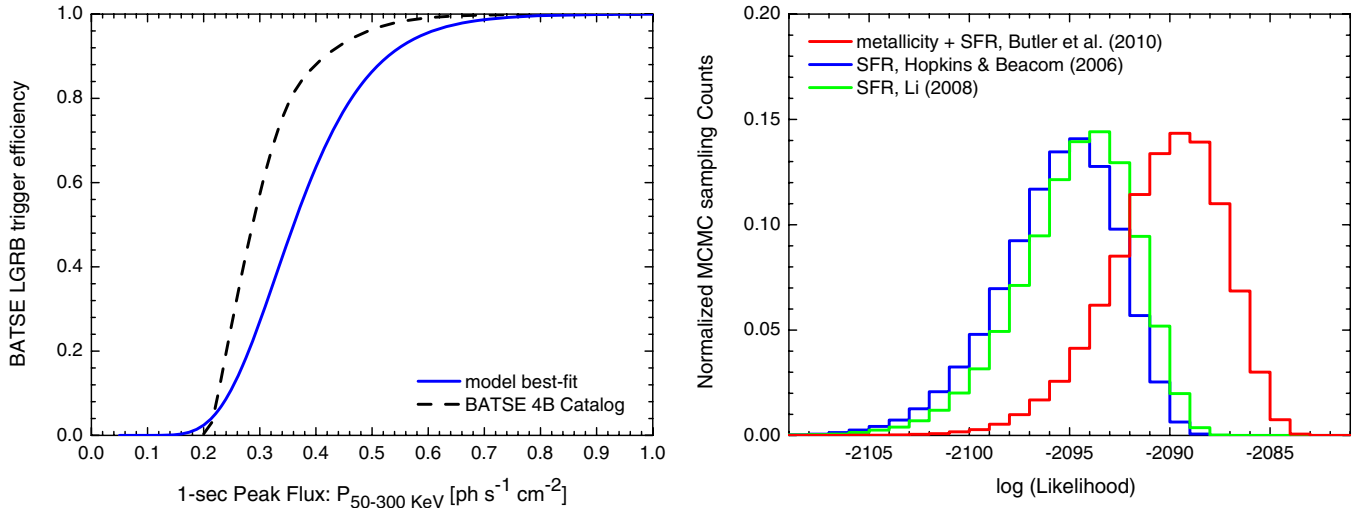 BATSE LGRB trigger efficiency
1.0
0.8
0.6
0.4
0.2
0.0
model best-fit
BATSE 4B Catalog
0.0 0.1 0.2 0.3 0.4 0.5 0.6 0.7 0.8 0.9 1.0
1-sec Peak Flux: P50-300 KeV [ph s-1 cm-2]
Normalized MCMC sampling Counts
0.20
0.15
0.10
0.05
0.00
metallicity + SFR, Butler et al. (2010)
SFR, Hopkins & Beacom (2006)
SFR, Li (2008)
-2105 -2100 -2095 -2090 -2085
log (Likelihood)